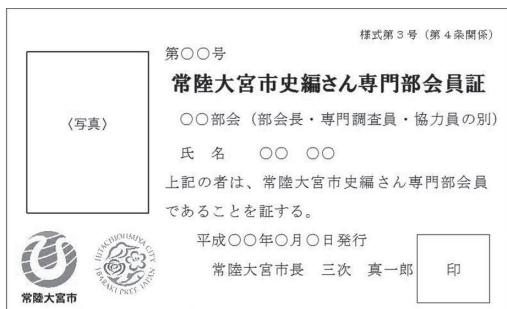 様式第３号（第４条関係）
第○○号
常陸大宮市史編さん専門部会員証
〈写真〉
○○部会（部会長・専門調査員・協力員の別）
氏　名　　○○　○○
上記の者は、常陸大宮市史編さん専門部会員
であることを証する。
平成○○年○月○日発行
常陸大宮市長　三次　真一郎
印
HITACHIOHMIYA CITY
IBARAKI PREF. JAPAN
常陸大宮市